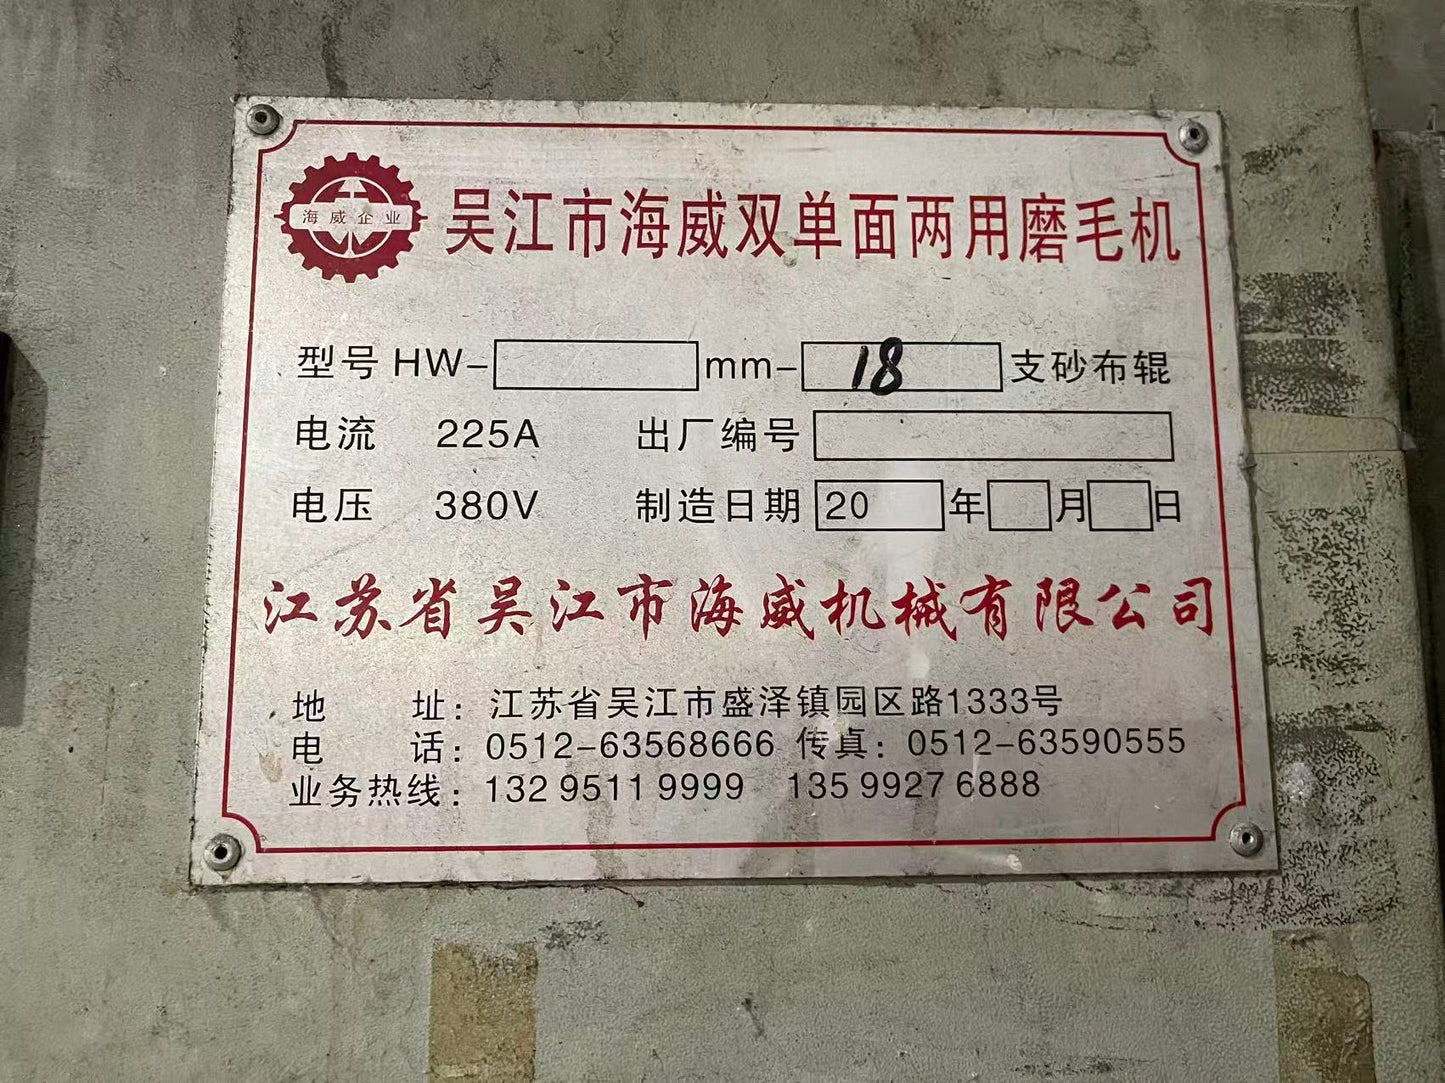 海威企业
吴江市海威双单面两用磨毛机
型号 HW- mm- 18 支砂布辊
电流 225A 出厂编号
电压 380V 制造日期 20 年 月 日
江苏省吴江市海威机械有限公司
地 址：江苏省吴江市盛泽镇园区路1333号
电 话：0512-63568666 传真：0512-63590555
业务热线：132 9511 9999 135 9927 6888